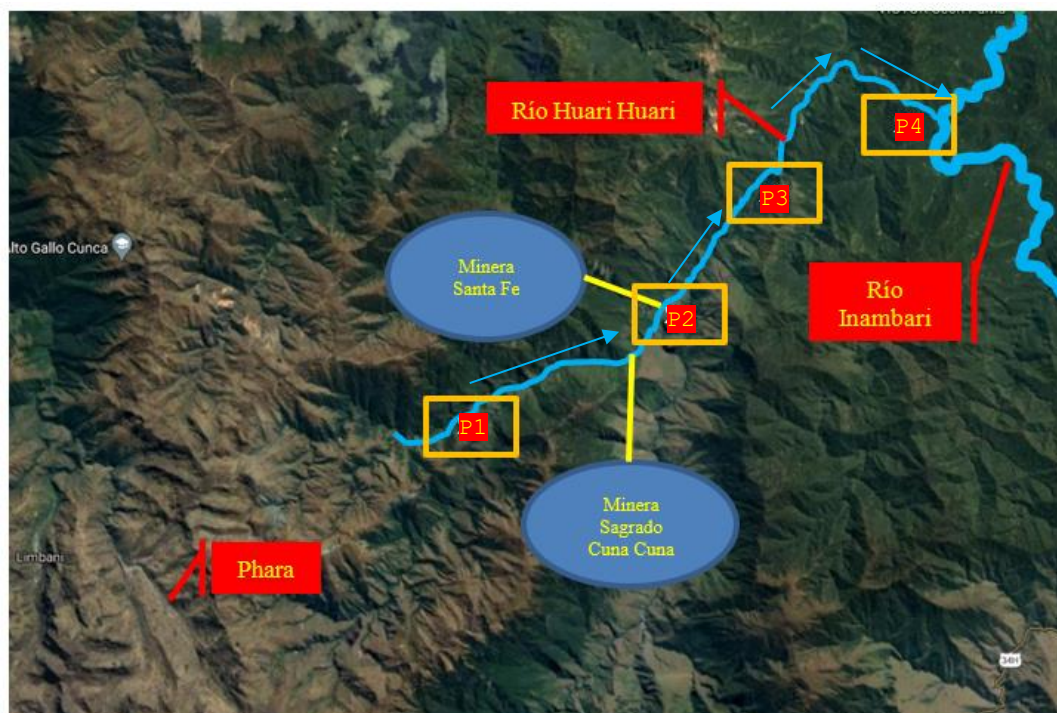 Río Huari Huari
P4
P3
Alto Gallo Cunca
Minera
Santa Fe
Río
Inambari
P2
P1
Minera
Sagrado
Cuna Cuna
Limbani
Phara
34H